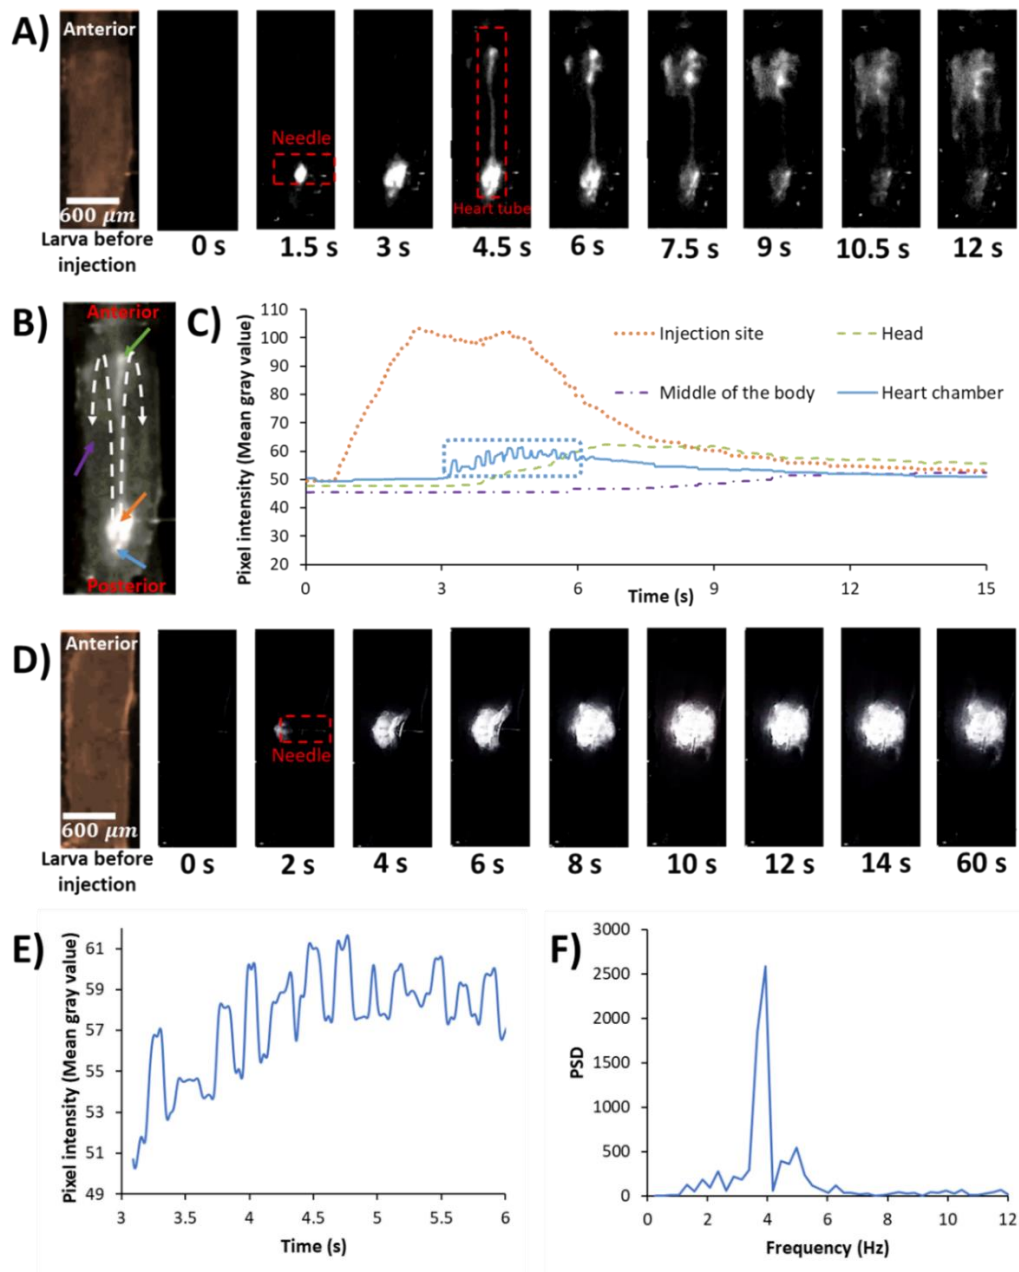 A)
Anterior
600 μm
Larva before
injection
0 s
Needle
1.5 s
3 s
Heart tube
4.5 s
6 s
7.5 s
9 s
10.5 s
12 s
B)
Anterior
Posterior
C)
Pixel intensity (Mean gray value)
110
100
90
80
70
60
50
40
30
20
0
3
6
9
12
15
Time (s)
Injection site
Head
Middle of the body
Heart chamber
D)
Anterior
600 μm
Larva before
injection
0 s
Needle
2 s
4 s
6 s
8 s
10 s
12 s
14 s
60 s
E)
Pixel intensity (Mean gray value)
61
59
57
55
53
51
49
3
3.5
4
4.5
5
5.5
6
Time (s)
F)
PSD
3000
2500
2000
1500
1000
500
0
0
2
4
6
8
10
12
Frequency (Hz)